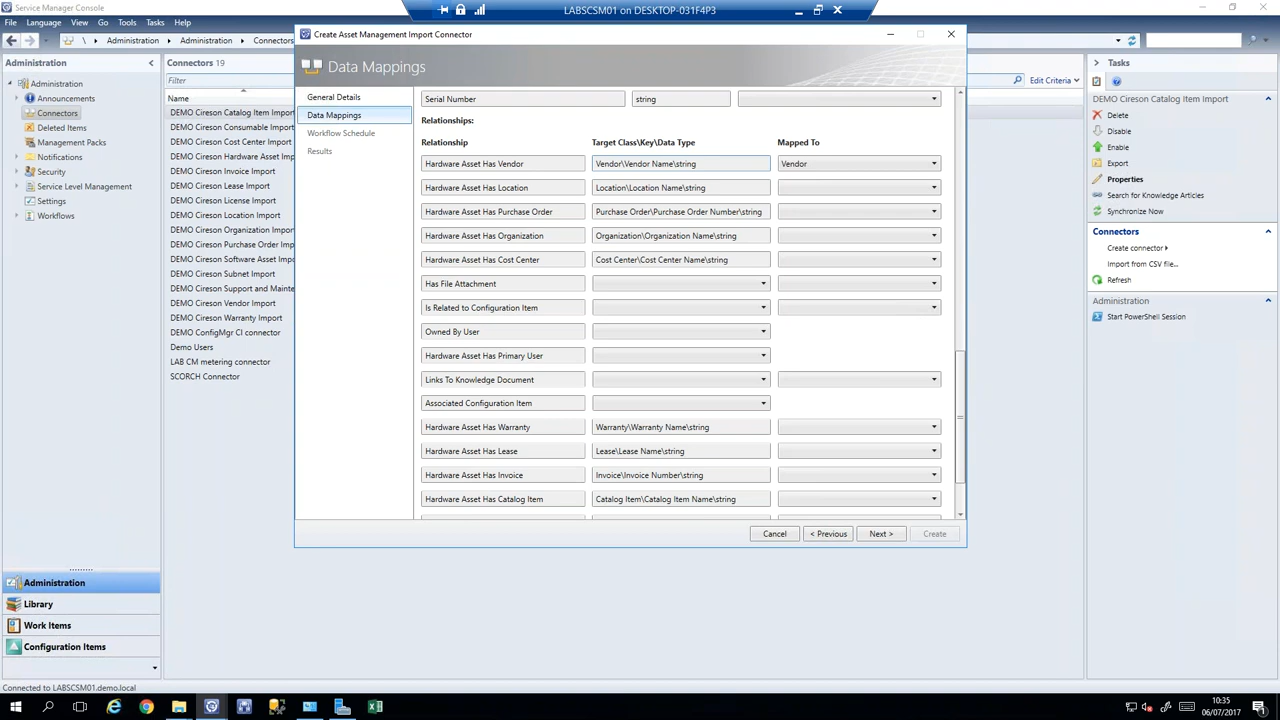 Service Manager Console
LABSCSM01 on DESKTOP-031F4P3
File View Go Tools Tasks Help
\ Administration Administration Connectors
Administration
Administration
Announcements
Connectors
Deleted Items
Management Packs
Notifications
Security
Service Level Management
Settings
Workflows
Administration
Library
Work Items
Configuration Items
Connected to LABSCSM01.demo.local
Connectors 19
Filter
Name
DEMO Cireson Catalog Item Import
DEMO Cireson Consumable Import
DEMO Cireson Cost Center Import
DEMO Cireson Hardware Asset Im
DEMO Cireson Invoice Import
DEMO Cireson Lease Import
DEMO Cireson License Import
DEMO Cireson Location Import
DEMO Cireson Organization Import
DEMO Cireson Purchase Order Imp
DEMO Cireson Software Asset Imp
DEMO Cireson Subnet Import
DEMO Cireson Support and Mainte
DEMO Cireson Vendor Import
DEMO Cireson Warranty Import
DEMO ConfigMgr CI connector
Demo Users
LAB CM metering connector
SCORCH Connector
Create Asset Management Import Connector
Data Mappings
General Details
Data Mappings
Workflow Schedule
Results
Serial Number string
Relationships:
Relationship Target Class\Key\Data Type Mapped To
Hardware Asset Has Vendor Vendor\Vendor Name\string Vendor
Hardware Asset Has Location Location\Location Name\string
Hardware Asset Has Purchase Order Purchase Order\Purchase Order Number\string
Hardware Asset Has Organization Organization\Organization Name\string
Hardware Asset Has Cost Center Cost Center\Cost Center Name\string
Has File Attachment
Is Related to Configuration Item
Owned By User
Hardware Asset Has Primary User
Links To Knowledge Document
Associated Configuration Item
Hardware Asset Has Warranty Warranty\Warranty Name\string
Hardware Asset Has Lease Lease\Lease Name\string
Hardware Asset Has Invoice Invoice\Invoice Number\string
Hardware Asset Has Catalog Item Catalog Item\Catalog Item Name\string
Cancel < Previous Next > Create
Edit Criteria
Tasks
DEMO Cireson Catalog Item Import
Delete
Disable
Enable
Export
Properties
Search for Knowledge Articles
Synchronize Now
Connectors
Create connector
Import from CSV file...
Refresh
Administration
Start PowerShell Session
10:35
06/07/2017